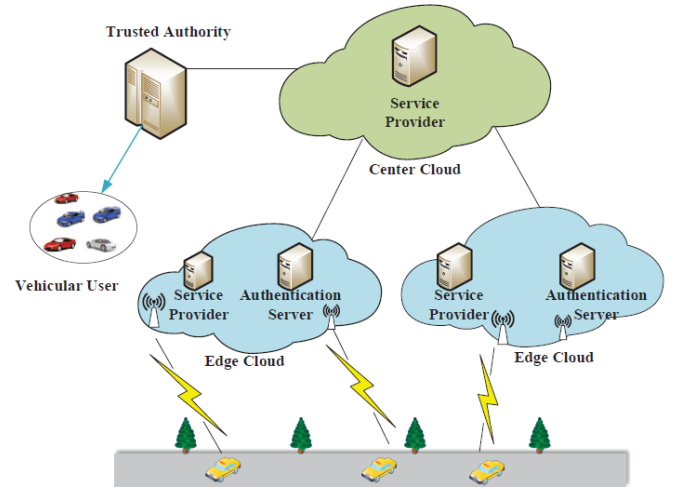 Trusted Authority
Service
Provider
Center Cloud
Vehicular User
Service
Provider
Authentication
Server
Edge Cloud
Service
Provider
Authentication
Server
Edge Cloud